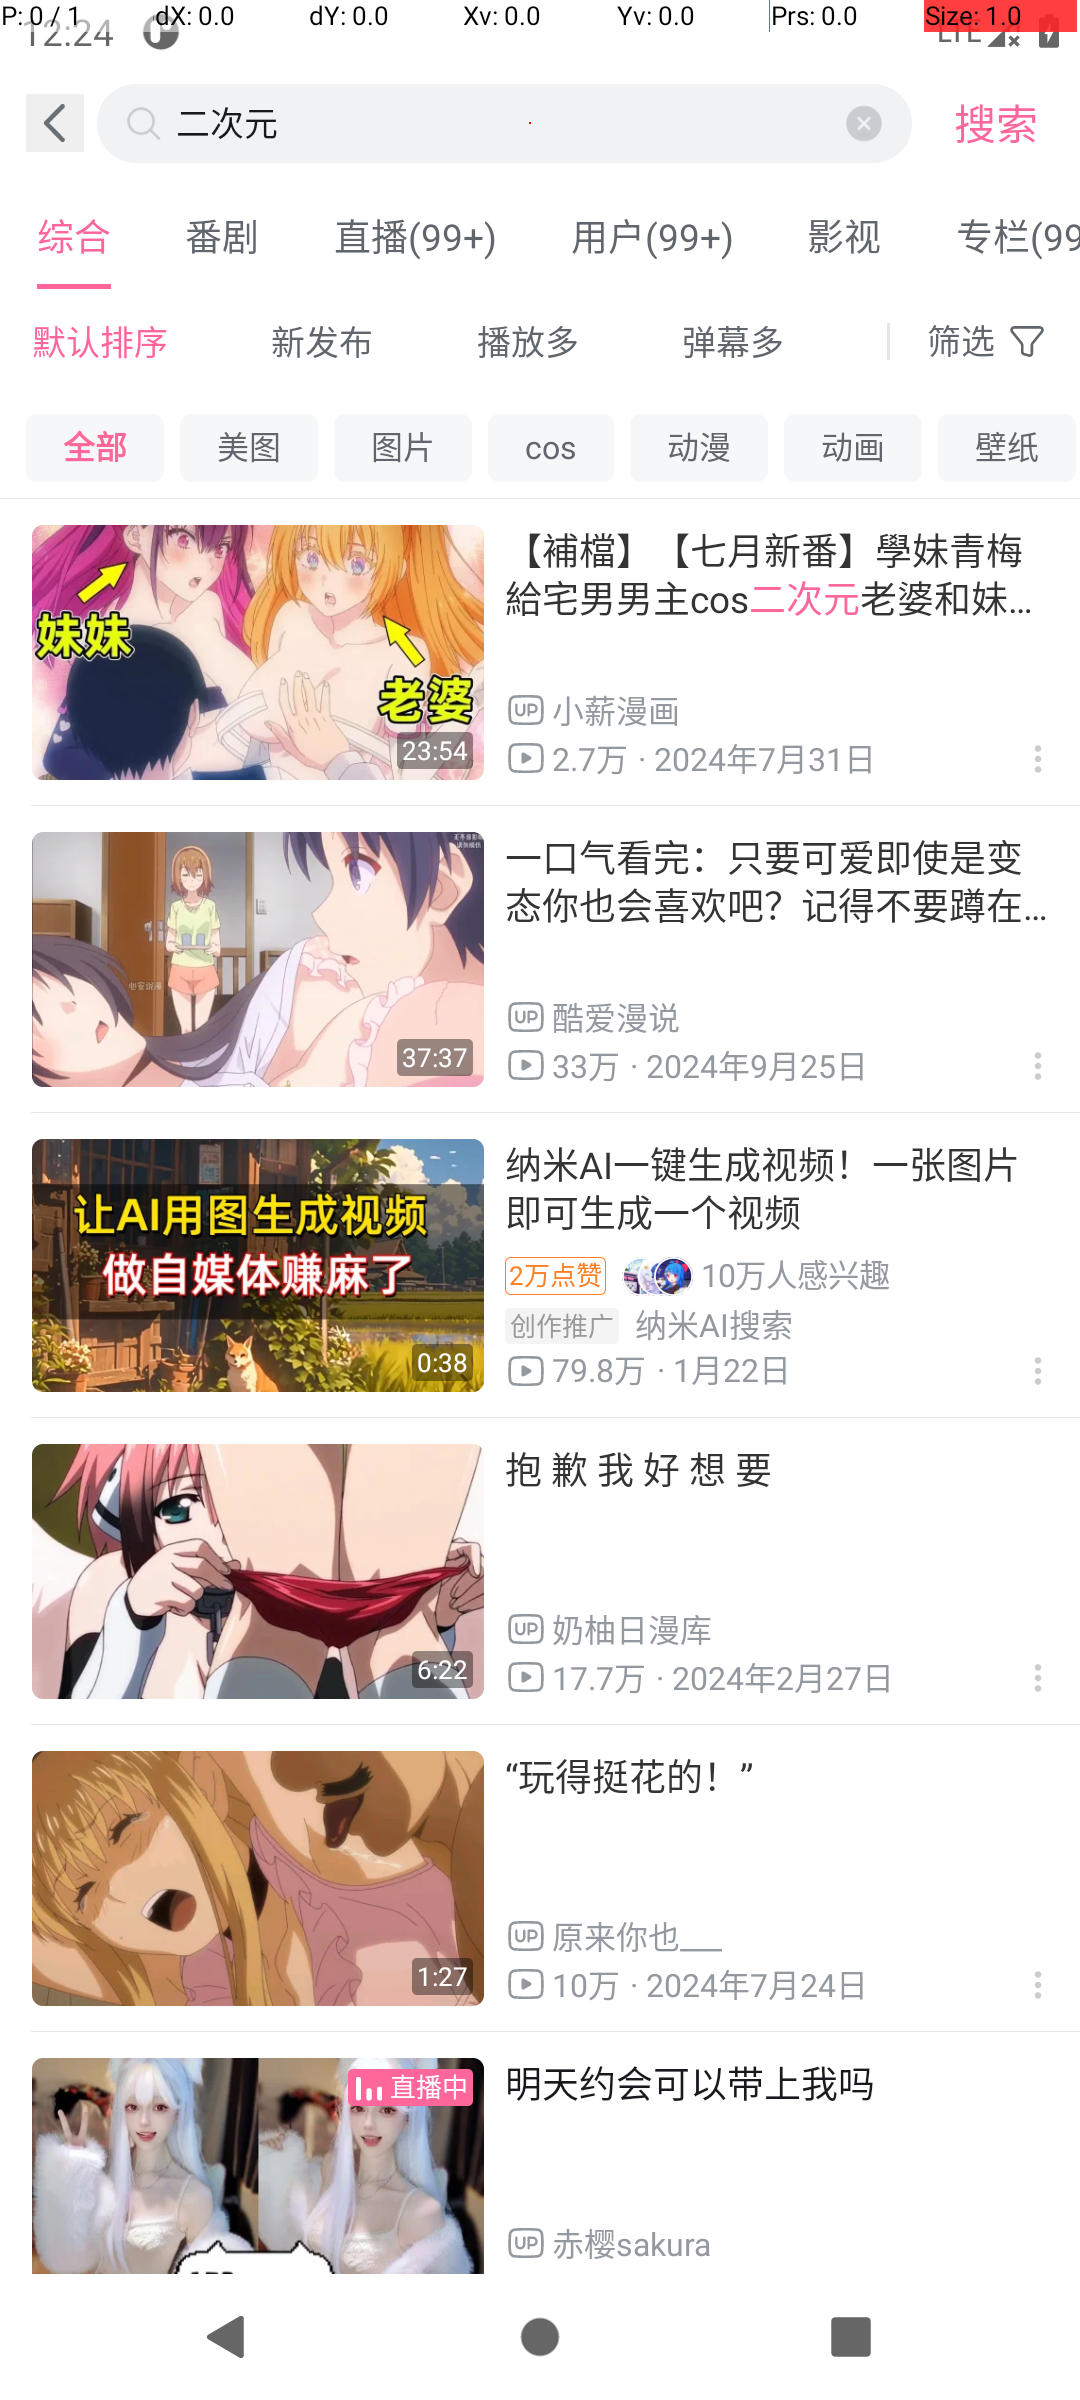 P: 0 / 1 dX: 0.0 dY: 0.0 Xv: 0.0 Yv: 0.0 Prs: 0.0 Size: 1.0
12:24 LTE
二次元 搜索
综合 番剧 直播(99+) 用户(99+) 影视 专栏(99
默认排序 新发布 播放多 弹幕多 筛选
全部 美图 图片 cos 动漫 动画 壁纸
妹妹
老婆
23:54
【補檔】【七月新番】學妹青梅
給宅男男主cos二次元老婆和妹...
UP 小薪漫画
2.7万 · 2024年7月31日
37:37
一口气看完：只要可爱即使是变
态你也会喜欢吧？记得不要蹲在...
UP 酷爱漫说
33万 · 2024年9月25日
让AI用图生成视频
做自媒体赚麻了
0:38
纳米AI一键生成视频！一张图片
即可生成一个视频
2万点赞 10万人感兴趣
创作推广 纳米AI搜索
79.8万 · 1月22日
6:22
抱 歉 我 好 想 要
UP 奶柚日漫库
17.7万 · 2024年2月27日
1:27
“玩得挺花的！”
UP 原来你也___
10万 · 2024年7月24日
直播中
明天约会可以带上我吗
UP 赤樱sakura